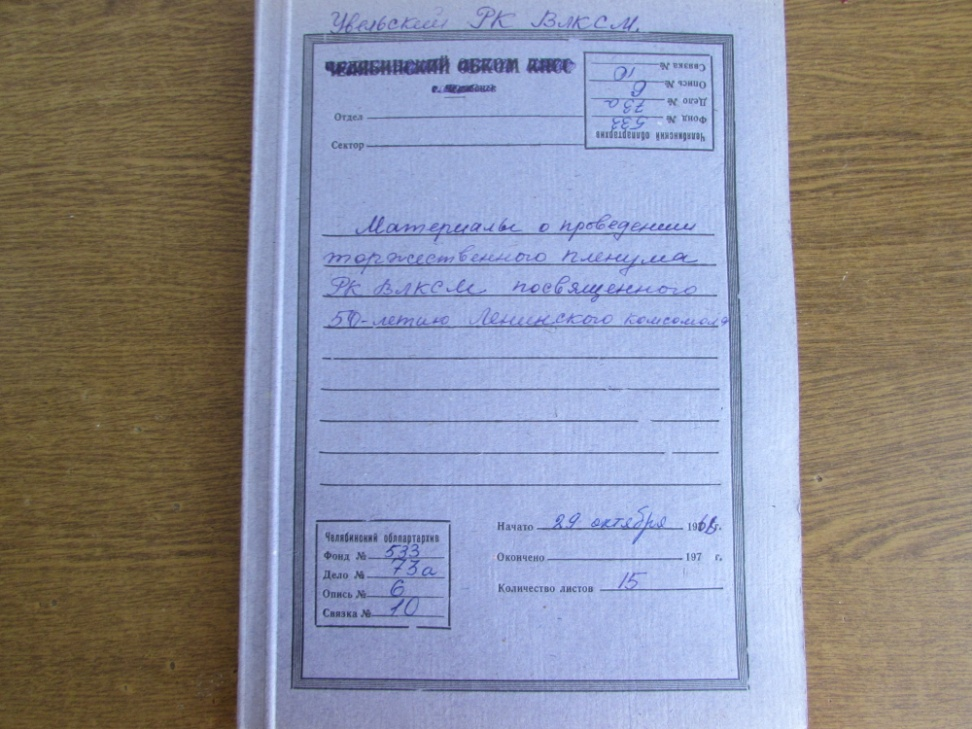 Увельский РК ВЛКСМ.
ЧЕЛЯБИНСКИЙ ОБКОМ КПСС
Отдел
Сектор
Челябинский облпартархив
Фонд № 533
Дело № 73а
Опись № 6
Связка № 10
Материалы о проведении
торжественного пленума
РК ВЛКСМ посвященного
50-летию Ленинского комсомола
Начато 29 октября 1968 г.
Окончено 197 г.
Количество листов 15
Челябинский облпартархив
Фонд № 533
Дело № 73а
Опись № 6
Связка № 10